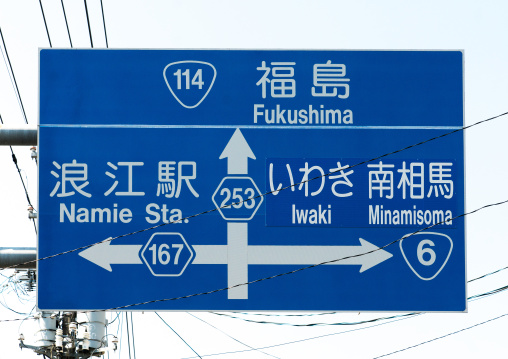 114 福島
Fukushima
浪江駅
Namie Sta.
253
いわき 南相馬
Iwaki Minamisoma
167
6